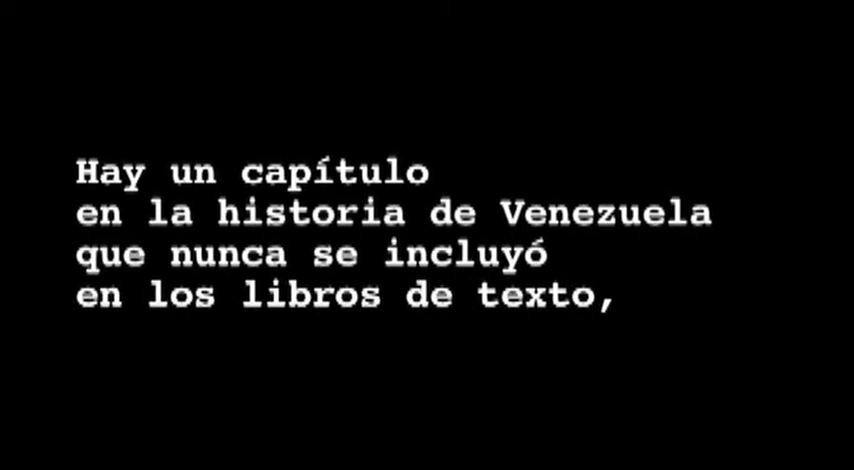 Hay un capítulo
en la historia de Venezuela
que nunca se incluyó
en los libros de texto,